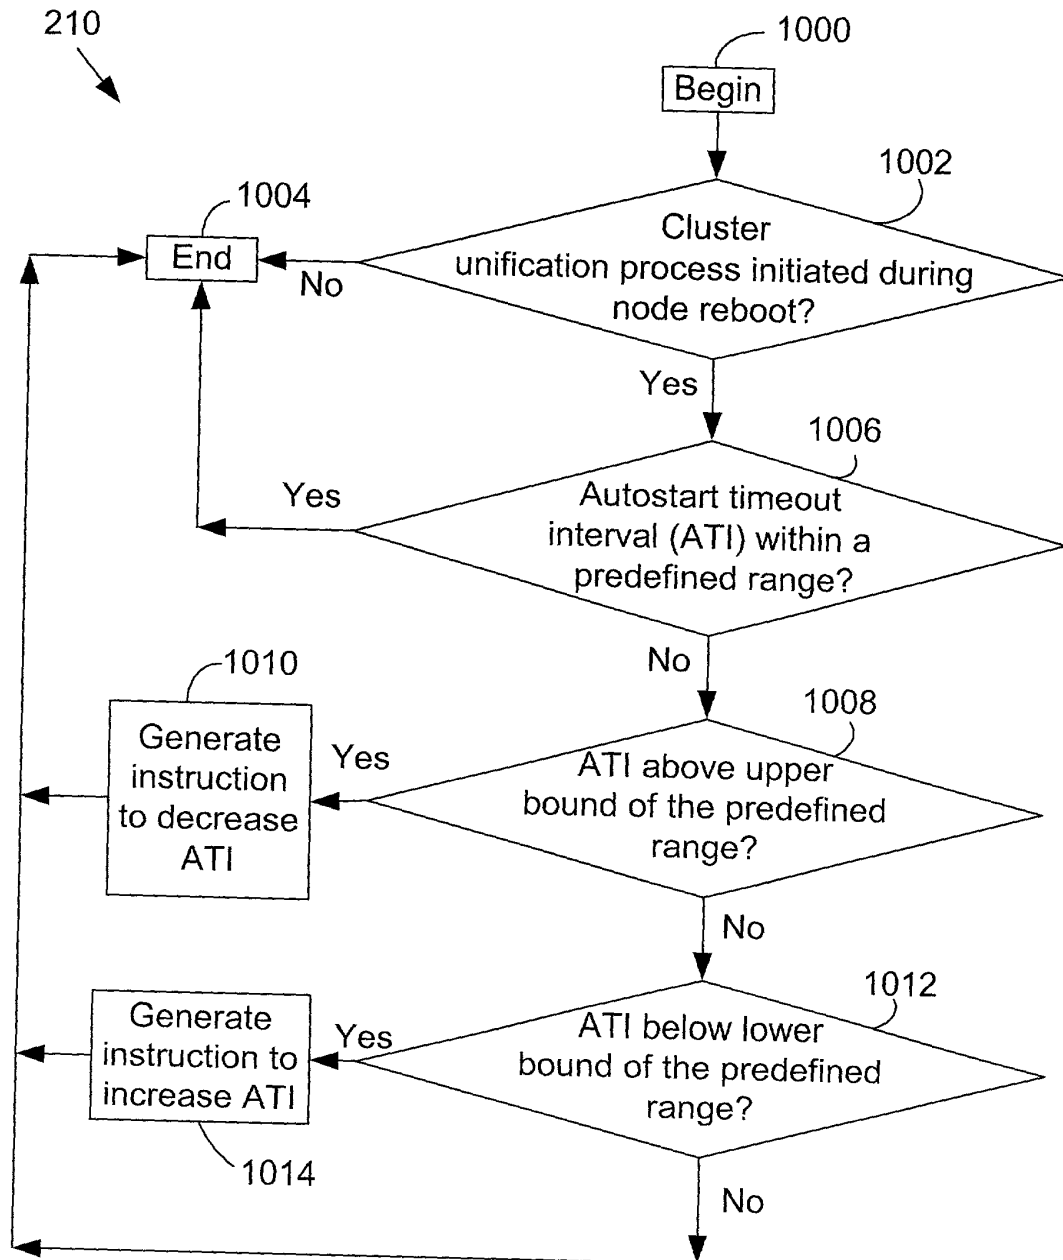 210
1000
Begin
1002
1004
Cluster
unification process initiated during
node reboot?
End
No
Yes
1006
Autostart timeout
interval (ATI) within a
predefined range?
Yes
No
1010
1008
Generate
instruction
to decrease
ATI
Yes
ATI above upper
bound of the predefined
range?
No
1012
Generate
instruction to
increase ATI
Yes
ATI below lower
bound of the predefined
range?
1014
No